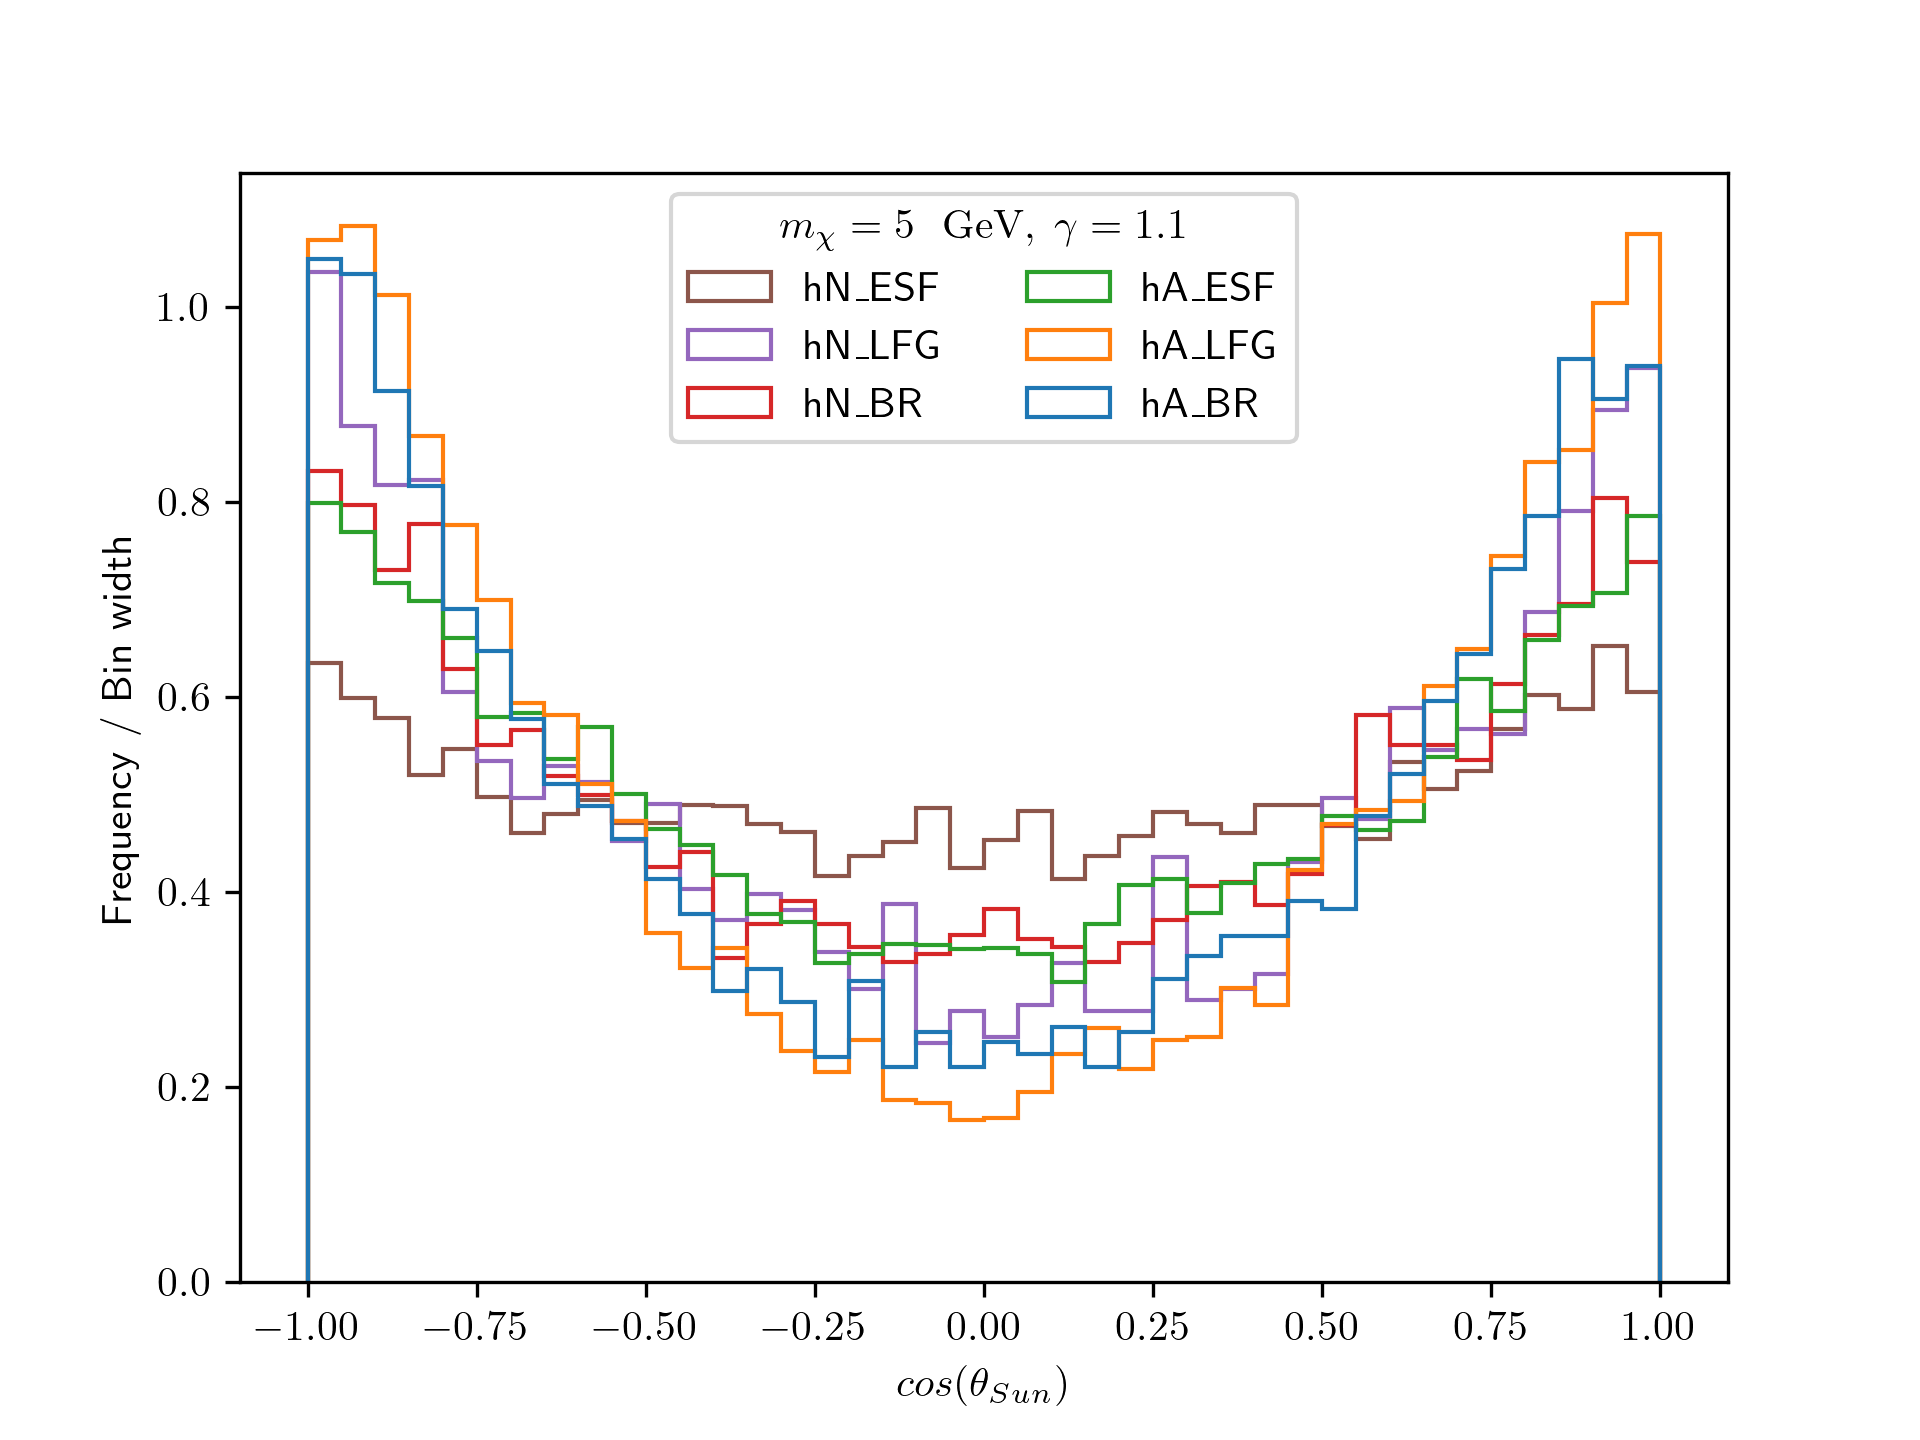 m_χ = 5 GeV, γ = 1.1
hN_ESF
hN_LFG
hN_BR
hA_ESF
hA_LFG
hA_BR
Frequency / Bin width
1.0
0.8
0.6
0.4
0.2
0.0
−1.00 −0.75 −0.50 −0.25 0.00 0.25 0.50 0.75 1.00
cos(θ_Sun)